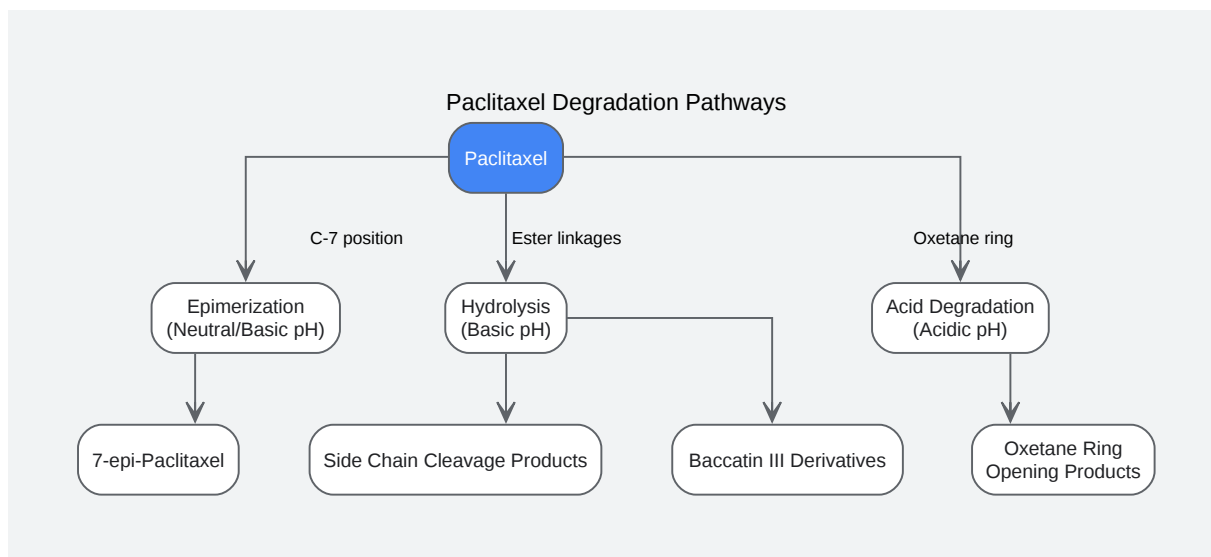 Paclitaxel Degradation Pathways
Paclitaxel
C-7 position
Ester linkages
Oxetane ring
Epimerization
(Neutral/Basic pH)
Hydrolysis
(Basic pH)
Acid Degradation
(Acidic pH)
7-epi-Paclitaxel
Side Chain Cleavage Products
Baccatin III Derivatives
Oxetane Ring
Opening Products